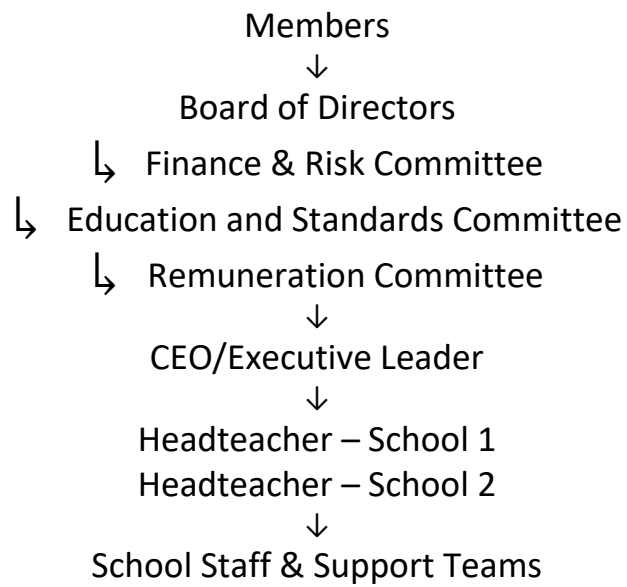 Members
↓
Board of Directors
↳ Finance & Risk Committee
↳ Education and Standards Committee
↳ Remuneration Committee
↓
CEO/Executive Leader
↓
Headteacher – School 1
Headteacher – School 2
↓
School Staff & Support Teams